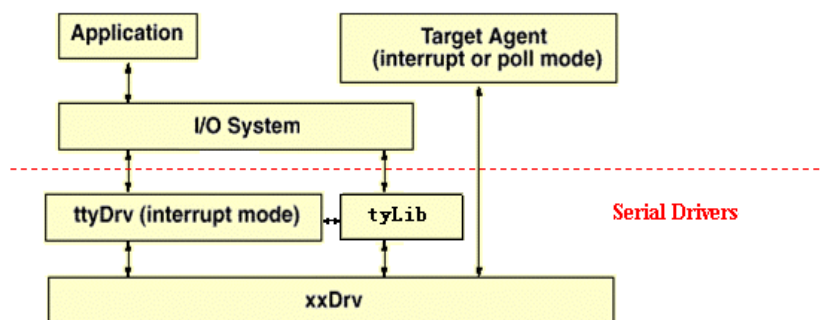 Application
Target Agent
(interrupt or poll mode)
I/O System
ttyDrv (interrupt mode)
tyLib
Serial Drivers
xxDrv